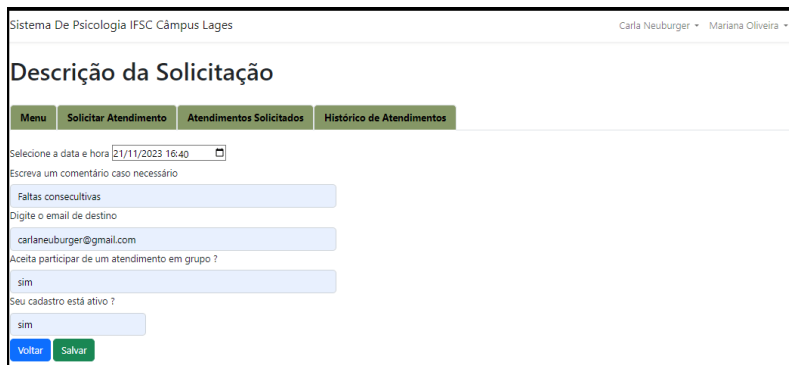 Sistema De Psicologia IFSC Câmpus Lages Carla Neuburger Mariana Oliveira
Descrição da Solicitação
Menu Solicitar Atendimento Atendimentos Solicitados Histórico de Atendimentos
Selecione a data e hora 21/11/2023 16:40
Escreva um comentário caso necessário
Faltas consecultivas
Digite o email de destino
carlaneuburger@gmail.com
Aceita participar de um atendimento em grupo ?
sim
Seu cadastro está ativo ?
sim
Voltar Salvar